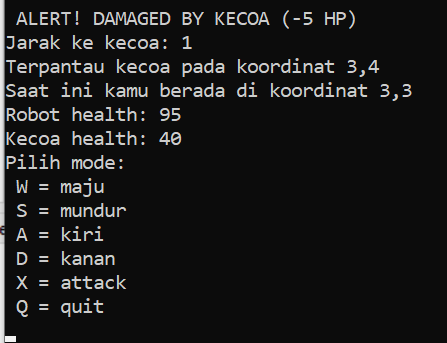 ALERT! DAMAGED BY KECOA (-5 HP)
Jarak ke kecoa: 1
Terpantau kecoa pada koordinat 3,4
Saat ini kamu berada di koordinat 3,3
Robot health: 95
Kecoa health: 40
Pilih mode:
W = maju
S = mundur
A = kiri
D = kanan
X = attack
Q = quit